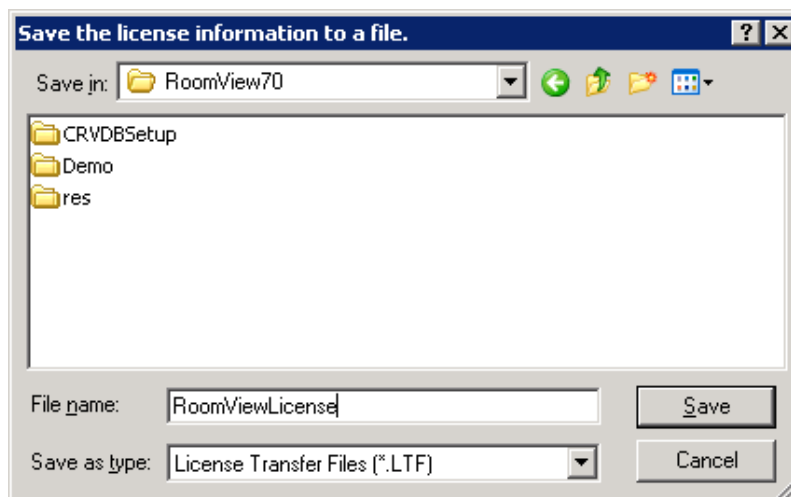 Save the license information to a file.
Save in: RoomView70
CRVDBSetup
Demo
res
File name: RoomViewLicense Save
Save as type: License Transfer Files (*.LTF) Cancel